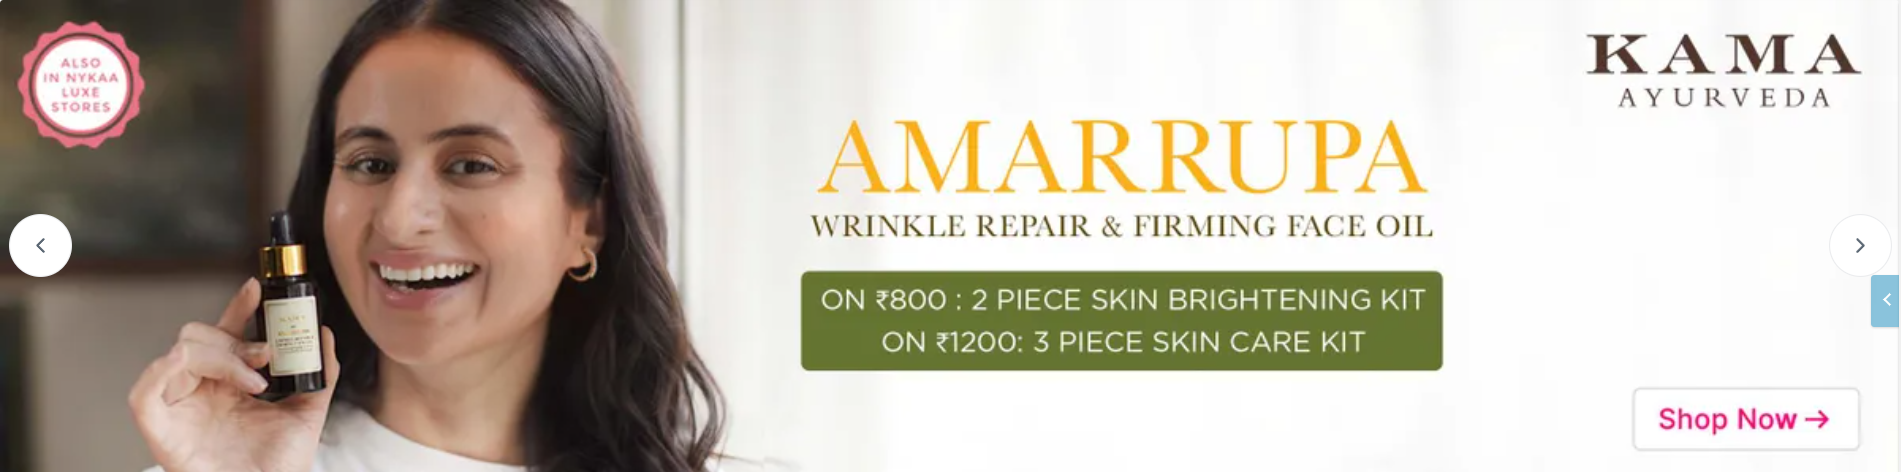 ALSO
IN NYKAA
LUXE
STORES
KAMA
AYURVEDA
AMARRUPA
WRINKLE REPAIR & FIRMING FACE OIL
ON ₹800 : 2 PIECE SKIN BRIGHTENING KIT
ON ₹1200: 3 PIECE SKIN CARE KIT
Shop Now →